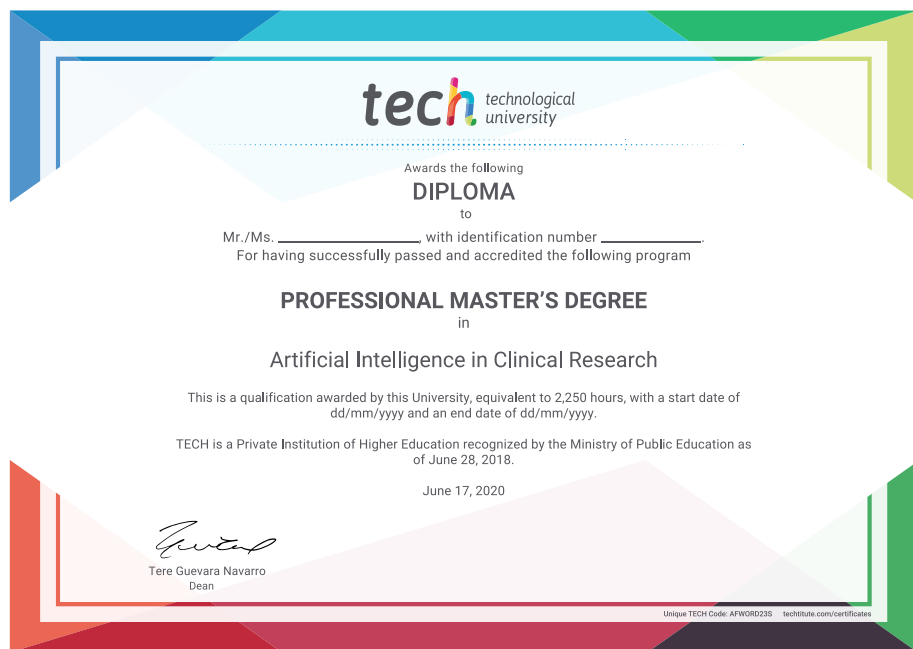 tech technological
university
Awards the following
DIPLOMA
to
Mr./Ms. ____________________, with identification number ______________.
For having successfully passed and accredited the following program
PROFESSIONAL MASTER'S DEGREE
in
Artificial Intelligence in Clinical Research
This is a qualification awarded by this University, equivalent to 2,250 hours, with a start date of
dd/mm/yyyy and an end date of dd/mm/yyyy.
TECH is a Private Institution of Higher Education recognized by the Ministry of Public Education as
of June 28, 2018.
June 17, 2020
Tere Guevara Navarro
Dean
Unique TECH Code: AFWORD23S techtitute.com/certificates